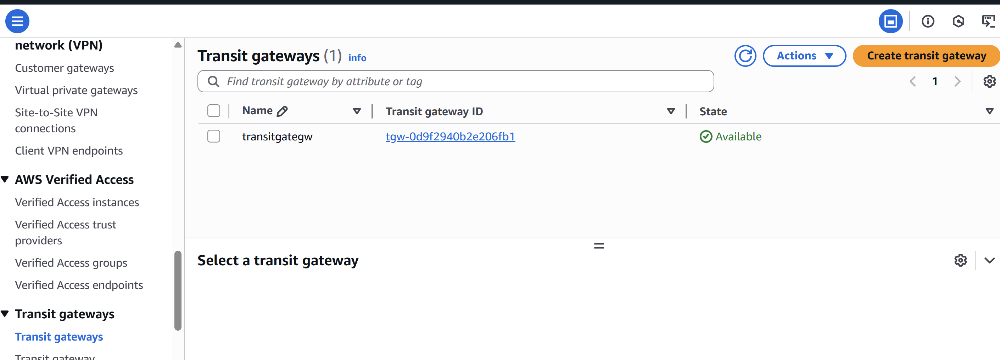 network (VPN)
Customer gateways
Virtual private gateways
Site-to-Site VPN
connections
Client VPN endpoints
AWS Verified Access
Verified Access instances
Verified Access trust
providers
Verified Access groups
Verified Access endpoints
Transit gateways
Transit gateways
Transit gateway
Transit gateways (1) info
Actions
Create transit gateway
Find transit gateway by attribute or tag
1
Name Transit gateway ID State
transitgategw tgw-0d9f2940b2e206fb1 Available
Select a transit gateway